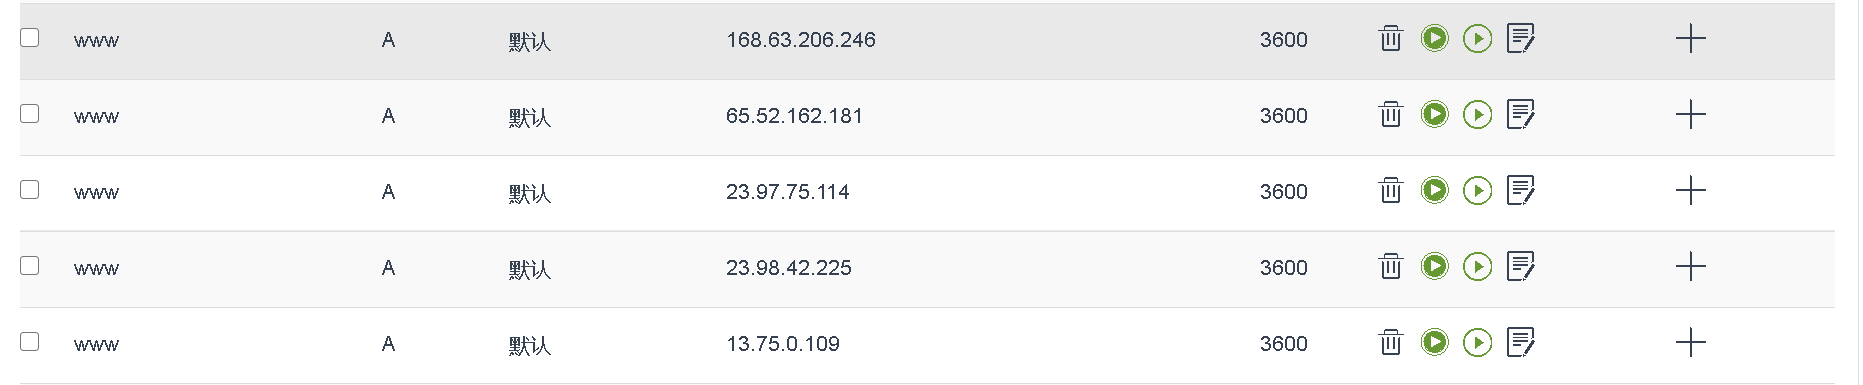 www A 默认 168.63.206.246 3600
www A 默认 65.52.162.181 3600
www A 默认 23.97.75.114 3600
www A 默认 23.98.42.225 3600
www A 默认 13.75.0.109 3600